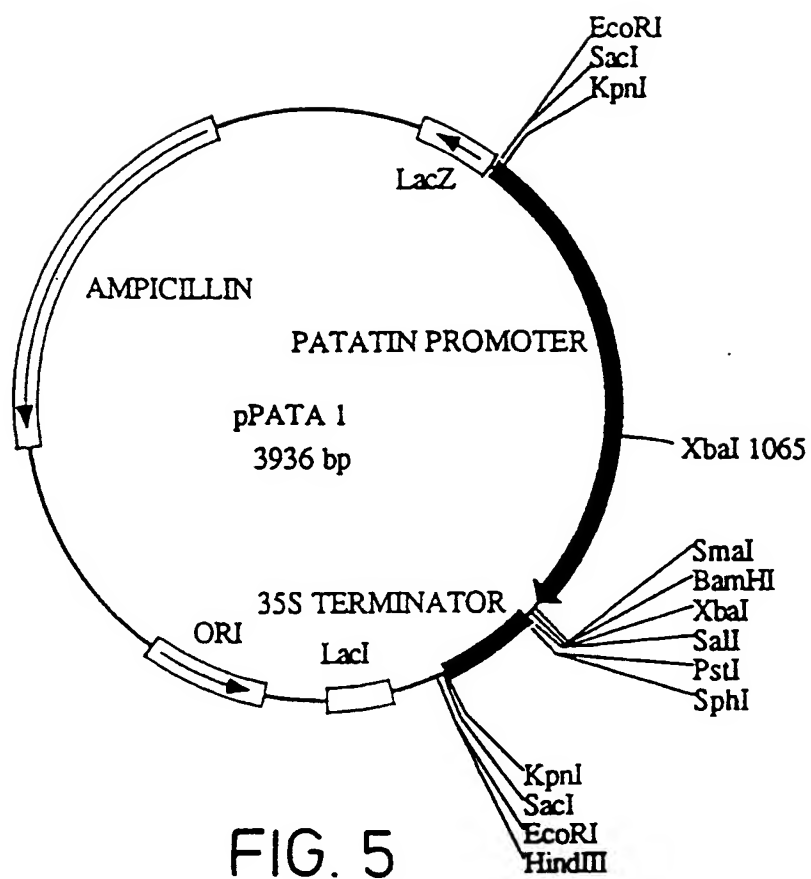 EcoRI
SacI
KpnI
LacZ
AMPICILLIN
PATATIN PROMOTER
pPATA 1
3936 bp
XbaI 1065
SmaI
BamHI
XbaI
SalI
PstI
SphI
35S TERMINATOR
ORI
LacI
KpnI
SacI
EcoRI
HindIII
FIG. 5